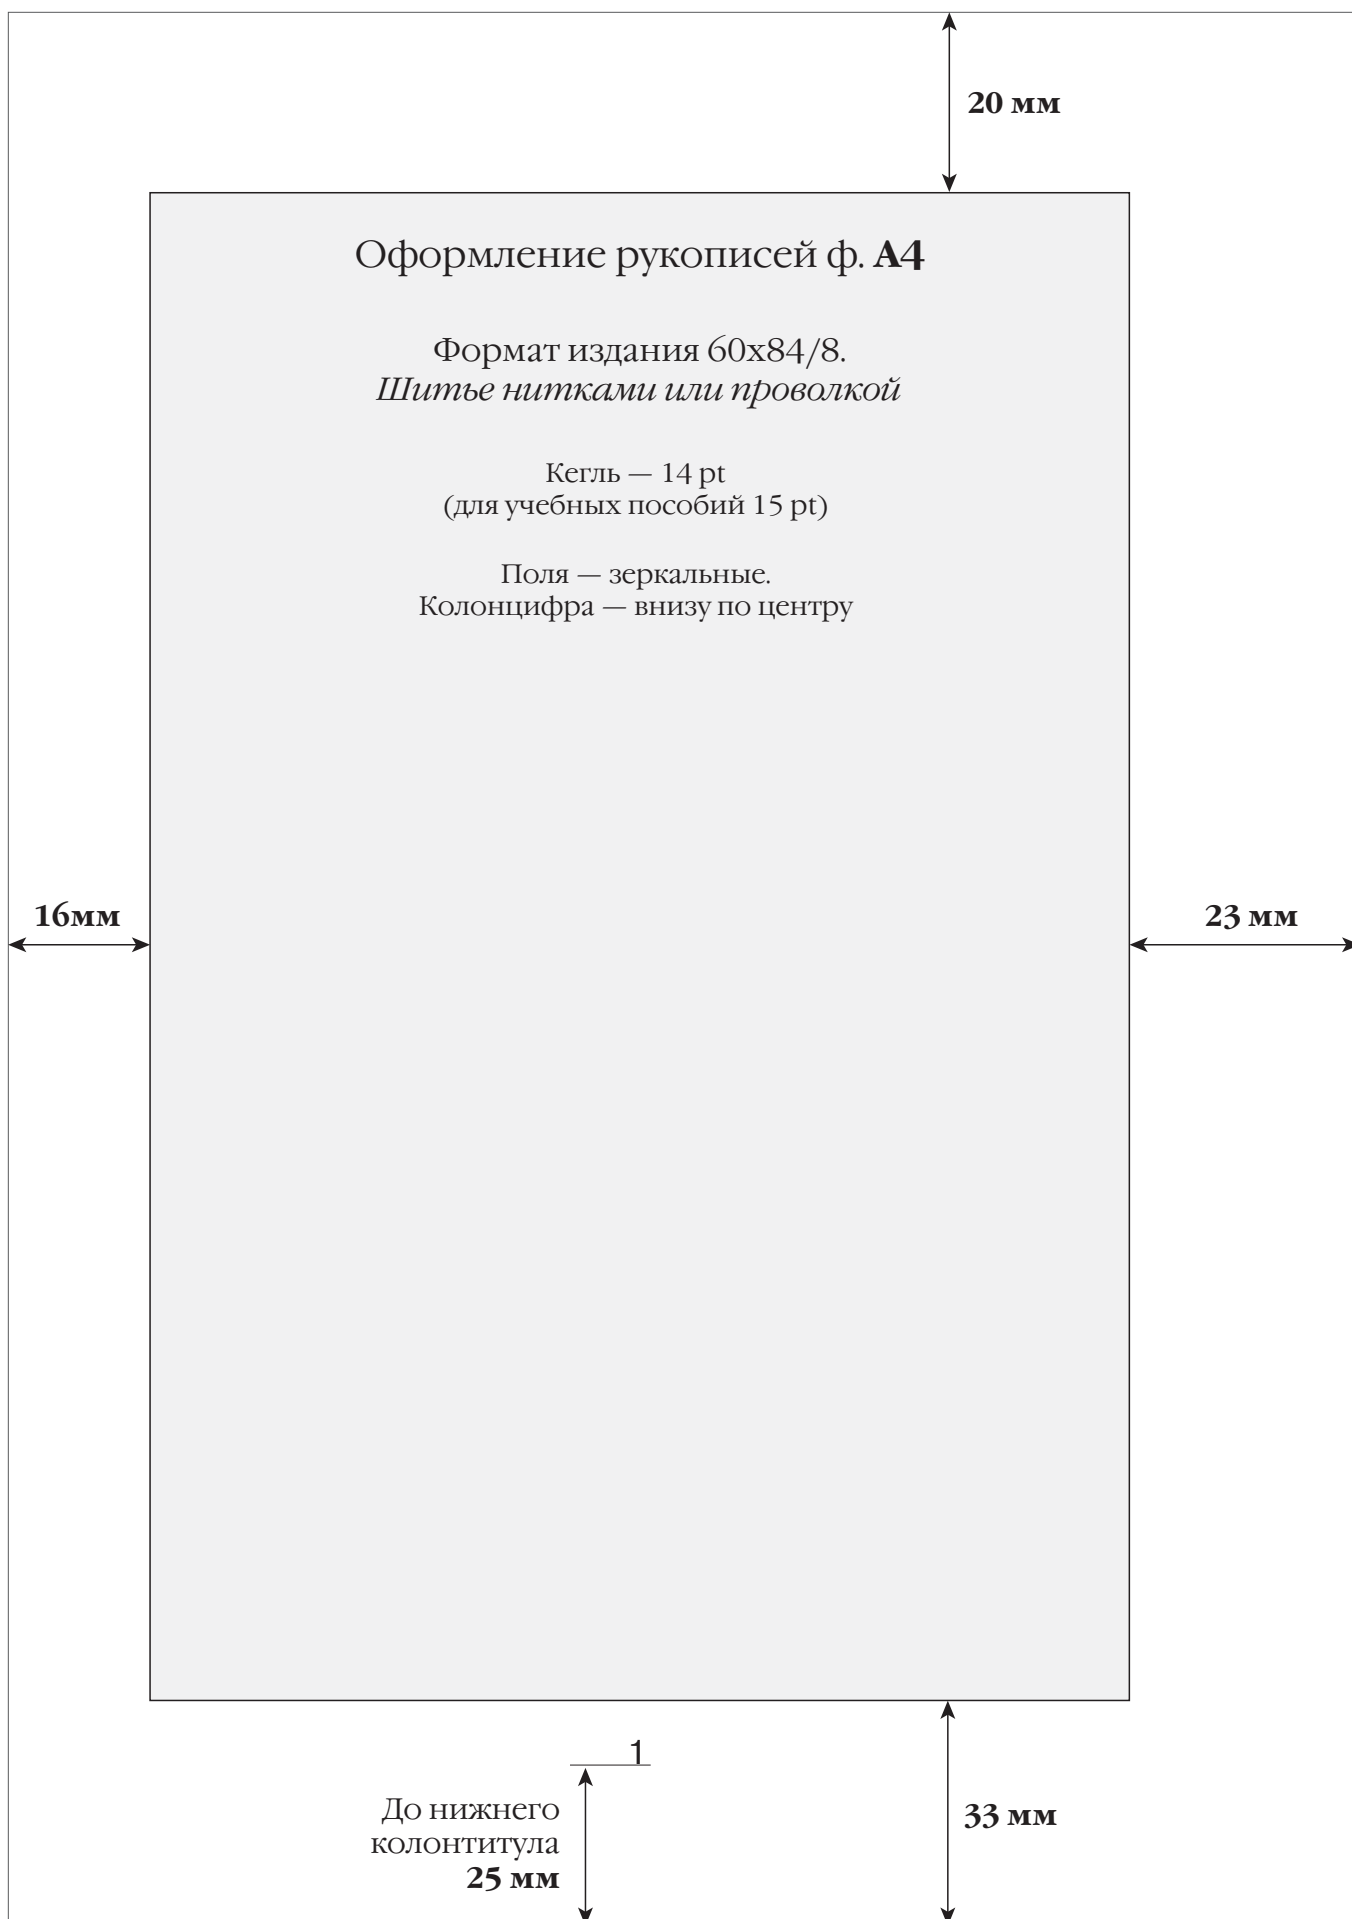 20 мм
Оформление рукописей ф. А4
Формат издания 60х84/8.
Шитье нитками или проволкой
Кегль — 14 pt
(для учебных пособий 15 pt)
Поля — зеркальные.
Колонцифра — внизу по центру
16мм
23 мм
1
До нижнего
колонтитула
25 мм
33 мм